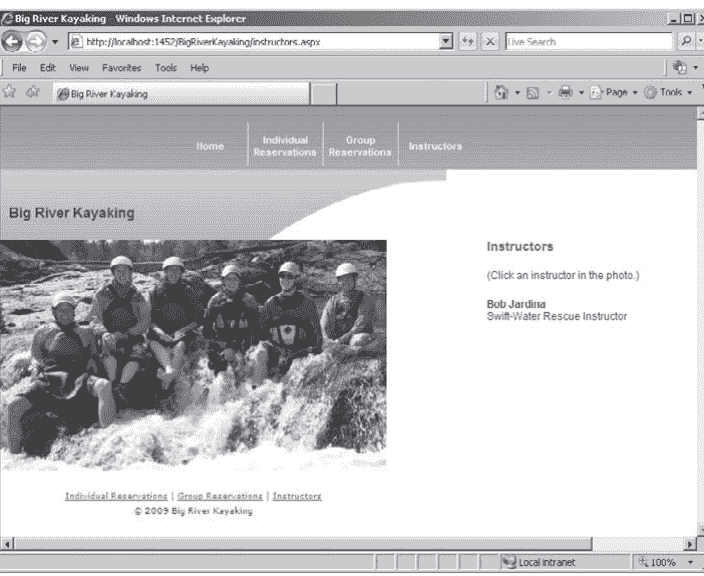 Big River Kayaking - Windows Internet Explorer
http://localhost:1452/BigRiverKayaking/instructors.aspx
Live Search
File Edit View Favorites Tools Help
Big River Kayaking
Page Tools
Home
Individual Reservations
Group Reservations
Instructors
Big River Kayaking
Instructors
(Click an instructor in the photo.)
Bob Jardina
Swift-Water Rescue Instructor
Individual Reservations | Group Reservations | Instructors
© 2009 Big River Kayaking
Local intranet
100%